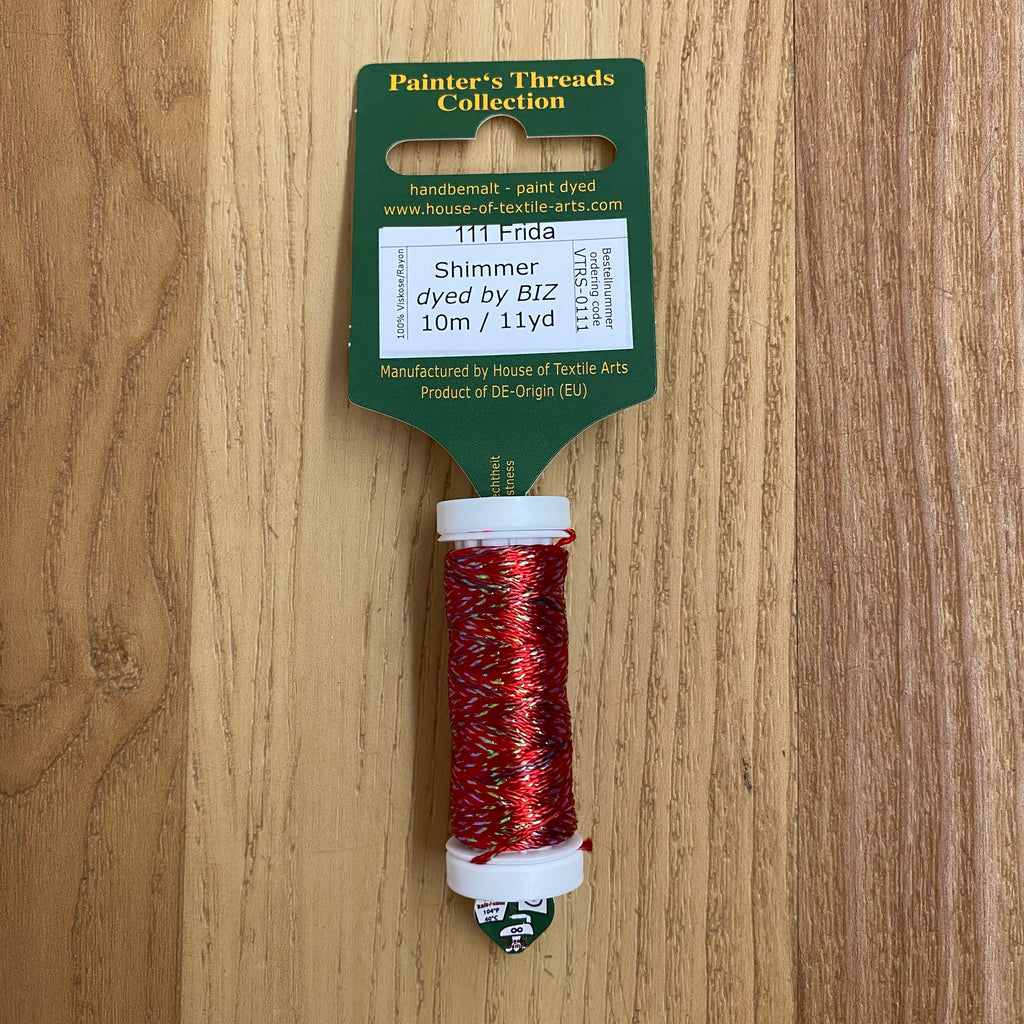 Painter‘s Threads
Collection
handbemalt - paint dyed
www.house-of-textile-arts.com
111 Frida
100% Viskose/Rayon
Shimmer
dyed by BIZ
10m / 11yd
Bestellnummer
ordering code
VTRS-0111
Manufactured by House of Textile Arts
Product of DE-Origin (EU)
echtheit
stness
104°F
40°C